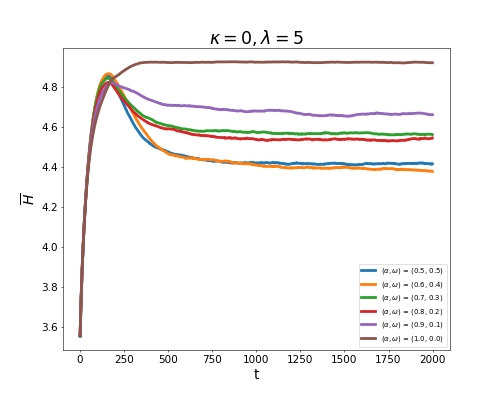 κ = 0, λ = 5
4.8
4.6
4.4
4.2
4.0
3.8
3.6
H̅
0 250 500 750 1000 1250 1500 1750 2000
t
(α, ω) = (0.5, 0.5)
(α, ω) = (0.6, 0.4)
(α, ω) = (0.7, 0.3)
(α, ω) = (0.8, 0.2)
(α, ω) = (0.9, 0.1)
(α, ω) = (1.0, 0.0)